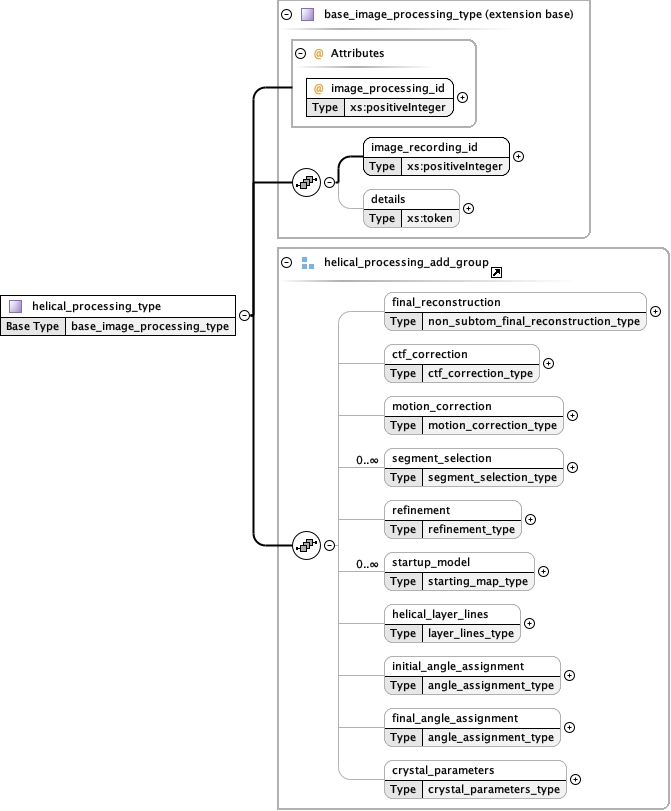 base_image_processing_type (extension base)
@ Attributes
@ image_processing_id
Type xs:positiveInteger
image_recording_id
Type xs:positiveInteger
details
Type xs:token
helical_processing_type
Base Type base_image_processing_type
helical_processing_add_group
final_reconstruction
Type non_subtom_final_reconstruction_type
ctf_correction
Type ctf_correction_type
motion_correction
Type motion_correction_type
0..∞ segment_selection
Type segment_selection_type
refinement
Type refinement_type
0..∞ startup_model
Type starting_map_type
helical_layer_lines
Type layer_lines_type
initial_angle_assignment
Type angle_assignment_type
final_angle_assignment
Type angle_assignment_type
crystal_parameters
Type crystal_parameters_type